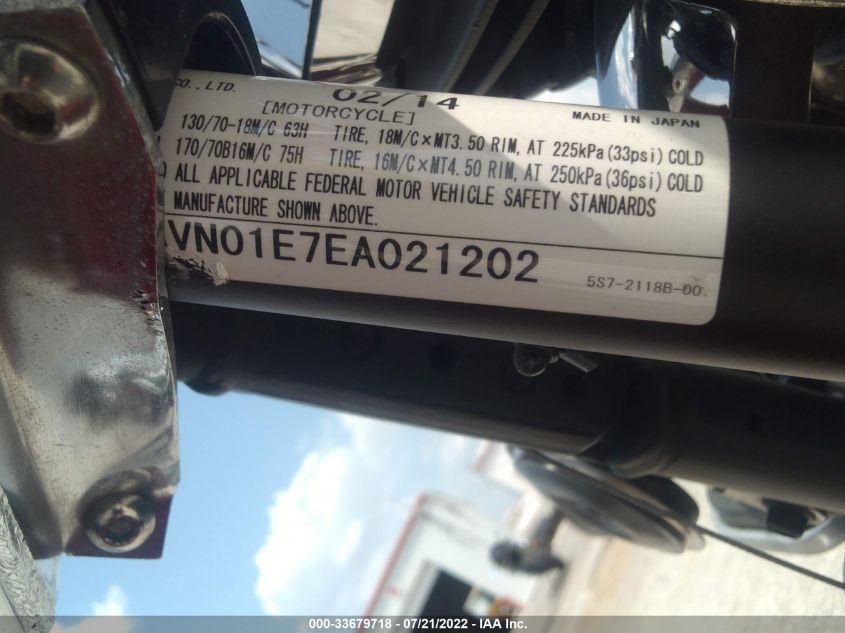 CO.,LTD. 02/14
[MOTORCYCLE] MADE IN JAPAN
130/70-18M/C 63H TIRE, 18M/C×MT3.50 RIM, AT 225kPa(33psi)COLD
170/70B16M/C 75H TIRE, 16M/C×MT4.50 RIM, AT 250kPa(36psi)COLD
ALL APPLICABLE FEDERAL MOTOR VEHICLE SAFETY STANDARDS
MANUFACTURE SHOWN ABOVE.
VN01E7EA021202 5S7-2118B-00
000-33679718 / 07/21/2022 - IAA Inc.